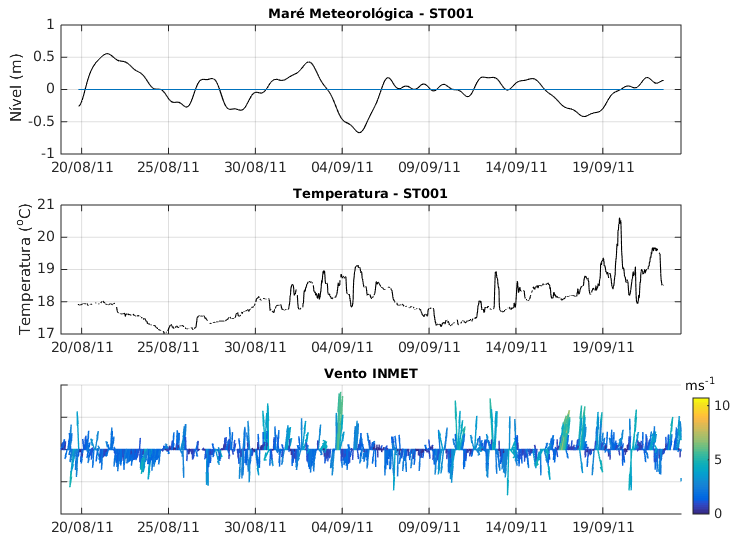 Maré Meteorológica - ST001
1
0.5
0
-0.5
-1
Nível (m)
20/08/11 25/08/11 30/08/11 04/09/11 09/09/11 14/09/11 19/09/11
Temperatura - ST001
21
20
19
18
17
Temperatura (ºC)
20/08/11 25/08/11 30/08/11 04/09/11 09/09/11 14/09/11 19/09/11
Vento INMET
ms-1
10
5
0
20/08/11 25/08/11 30/08/11 04/09/11 09/09/11 14/09/11 19/09/11